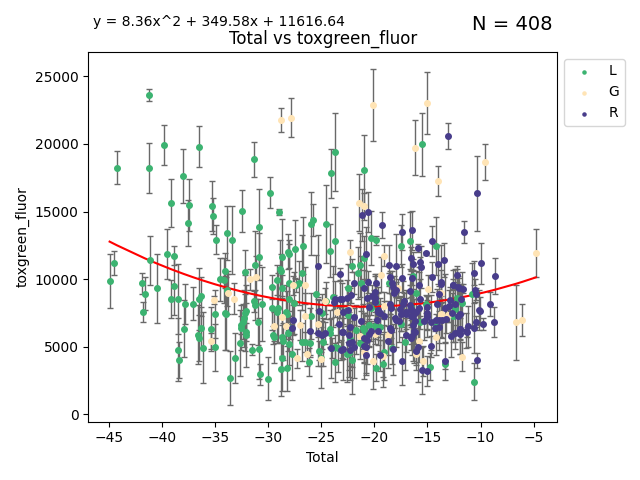 y = 8.36x^2 + 349.58x + 11616.64
N = 408
Total vs toxgreen_fluor
25000
20000
15000
10000
5000
0
toxgreen_fluor
−45 −40 −35 −30 −25 −20 −15 −10 −5
Total
L
G
R